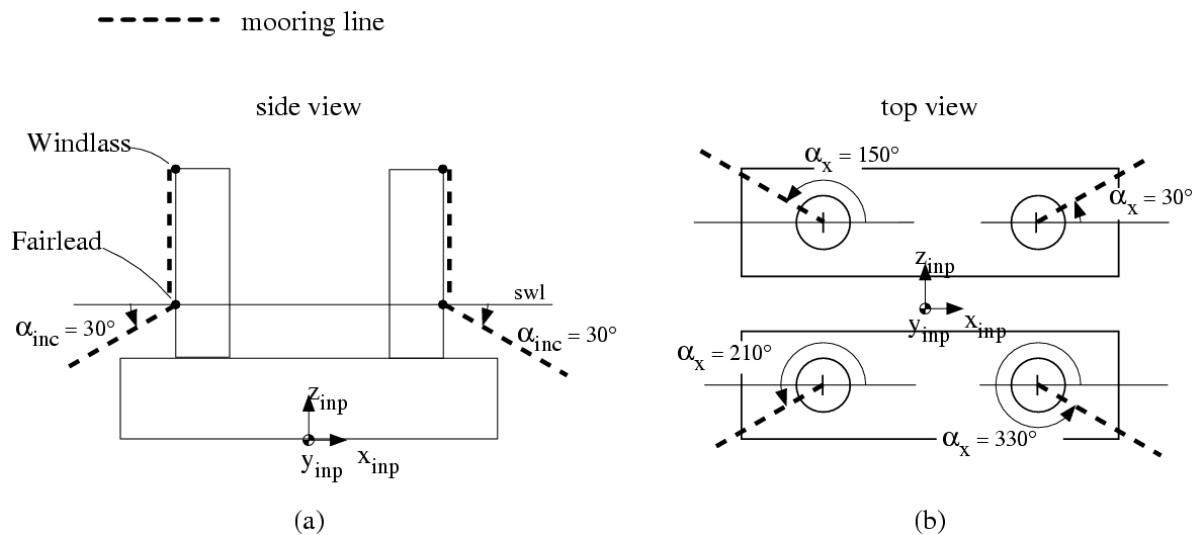 mooring line
side view
Windlass
Fairlead
swl
α_inc = 30°
α_inc = 30°
z_inp
y_inp
x_inp
(a)
top view
α_x = 150°
α_x = 30°
z_inp
y_inp
x_inp
α_x = 210°
α_x = 330°
(b)